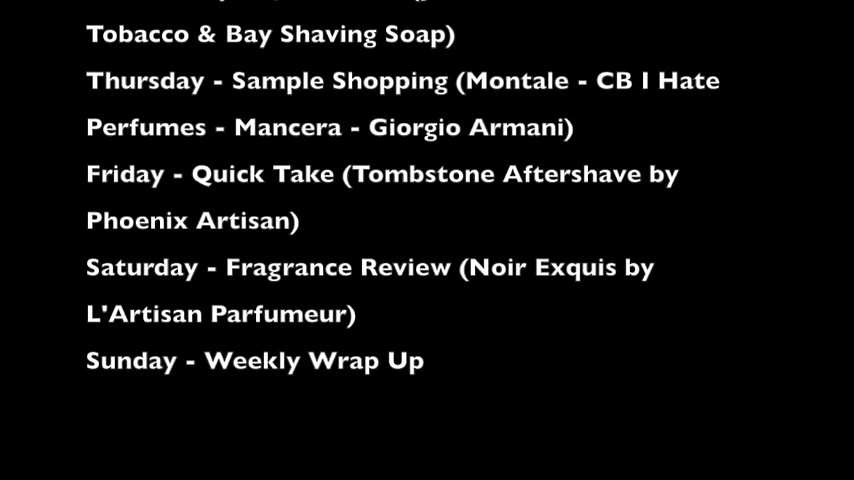 Tobacco & Bay Shaving Soap)
Thursday - Sample Shopping (Montale - CB I Hate
Perfumes - Mancera - Giorgio Armani)
Friday - Quick Take (Tombstone Aftershave by
Phoenix Artisan)
Saturday - Fragrance Review (Noir Exquis by
L'Artisan Parfumeur)
Sunday - Weekly Wrap Up